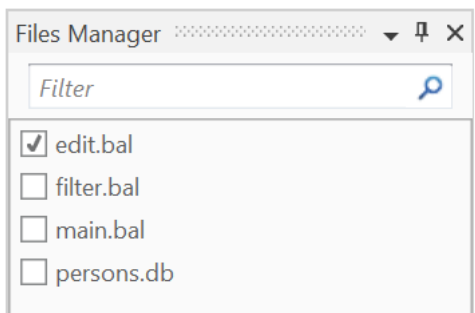 Files Manager
Filter
edit.bal
filter.bal
main.bal
persons.db